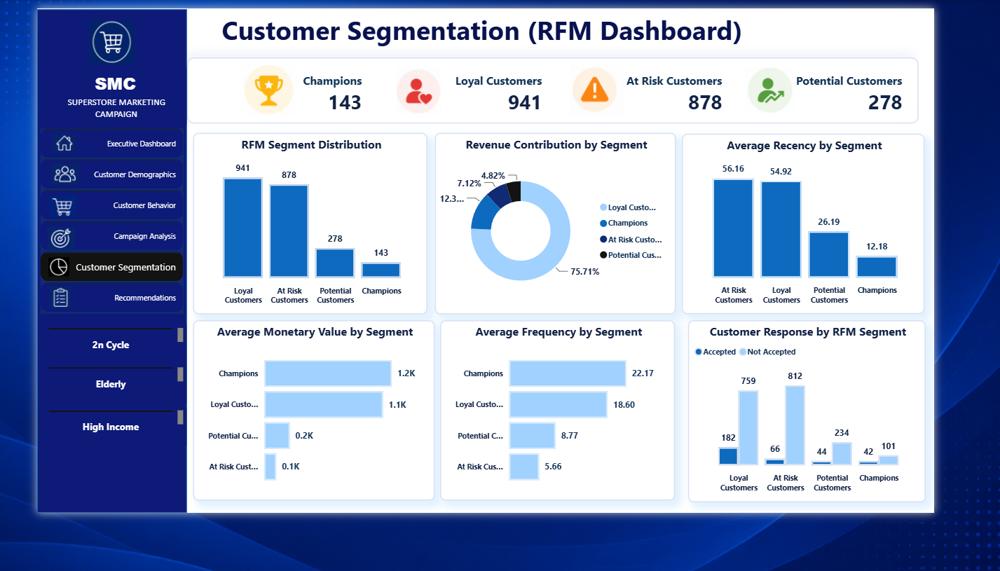 Customer Segmentation (RFM Dashboard)
SMC
SUPERSTORE MARKETING
CAMPAIGN
Executive Dashboard
Customer Demographics
Customer Behavior
Campaign Analysis
Customer Segmentation
Recommendations
2n Cycle
Elderly
High Income
Champions
143
Loyal Customers
941
At Risk Customers
878
Potential Customers
278
RFM Segment Distribution
941
878
278
143
Loyal Customers
At Risk Customers
Potential Customers
Champions
Revenue Contribution by Segment
4.82%
7.12%
12.3...
75.71%
Loyal Custo...
Champions
At Risk Custo...
Potential Cus...
Average Recency by Segment
56.16
54.92
26.19
12.18
At Risk Customers
Loyal Customers
Potential Customers
Champions
Average Monetary Value by Segment
Champions 1.2K
Loyal Custo... 1.1K
Potential Cu... 0.2K
At Risk Cust... 0.1K
Average Frequency by Segment
Champions 22.17
Loyal Custo... 18.60
Potential C... 8.77
At Risk Cus... 5.66
Customer Response by RFM Segment
Accepted Not Accepted
182 759
66 812
44 234
42 101
Loyal Customers
At Risk Customers
Potential Customers
Champions